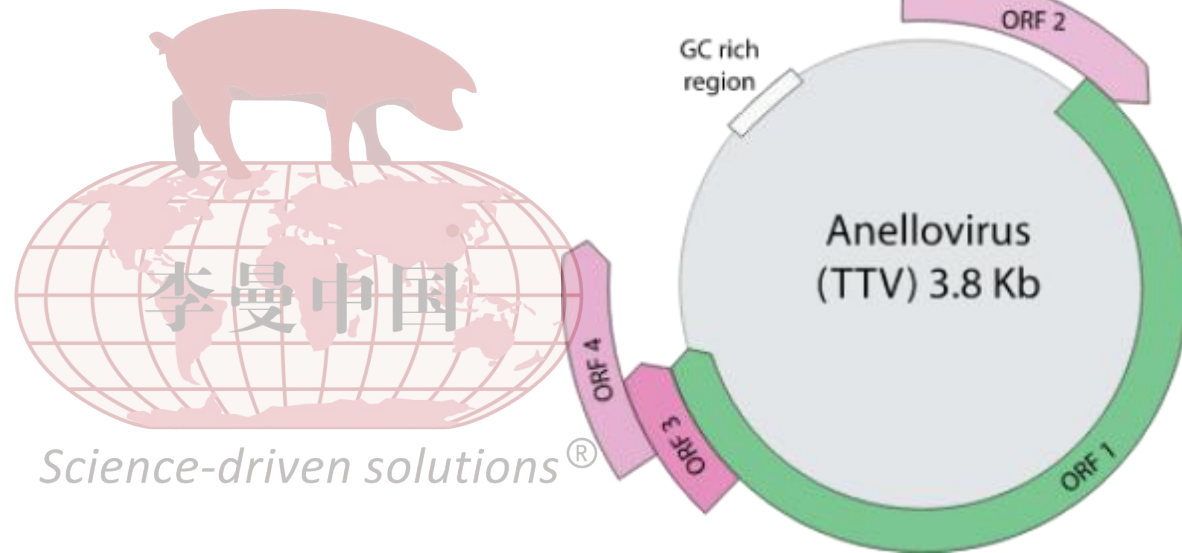 ORF 2
GC rich
region
Anellovirus
(TTV) 3.8 Kb
李曼中国
ORF 4
ORF 3
ORF 1
Science-driven solutions®